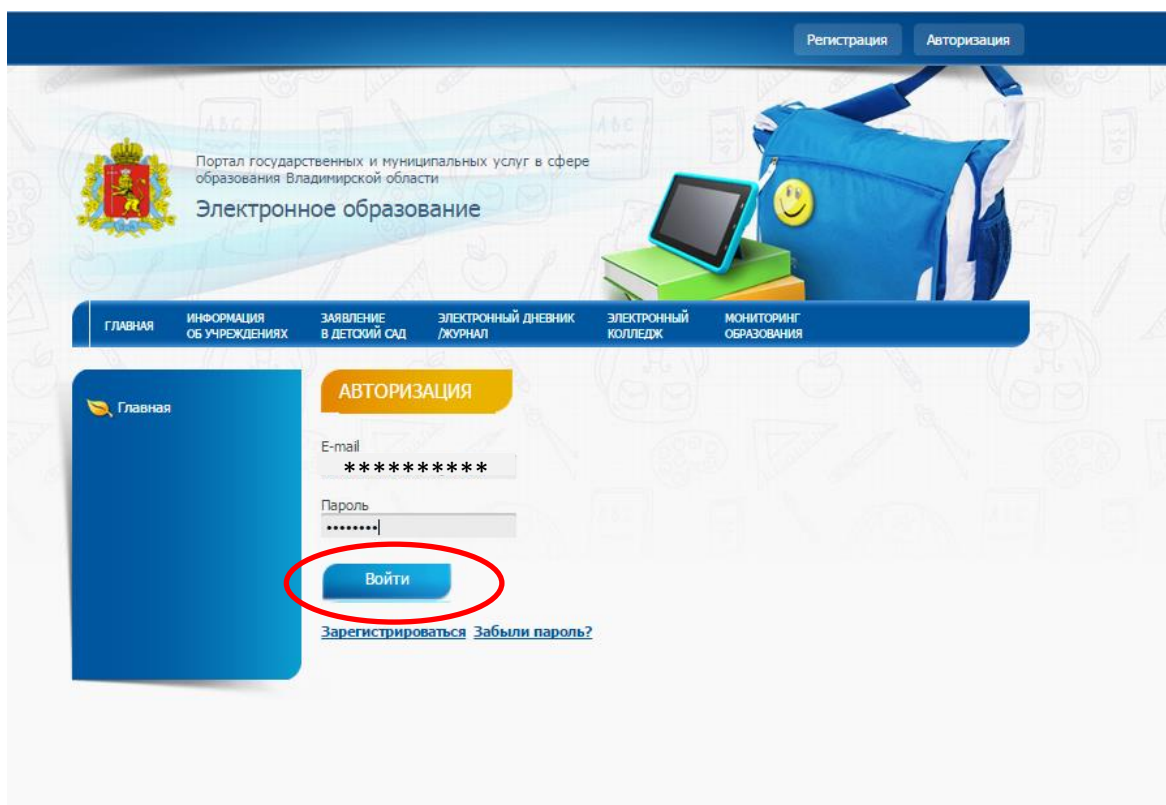 Регистрация Авторизация
Портал государственных и муниципальных услуг в сфере
образования Владимирской области
Электронное образование
ГЛАВНАЯ
ИНФОРМАЦИЯ
ОБ УЧРЕЖДЕНИЯХ
ЗАЯВЛЕНИЕ
В ДЕТСКИЙ САД
ЭЛЕКТРОННЫЙ ДНЕВНИК
/ЖУРНАЛ
ЭЛЕКТРОННЫЙ
КОЛЛЕДЖ
МОНИТОРИНГ
ОБРАЗОВАНИЯ
Главная
АВТОРИЗАЦИЯ
E-mail
**********
Пароль
••••••••
Войти
Зарегистрироваться Забыли пароль?